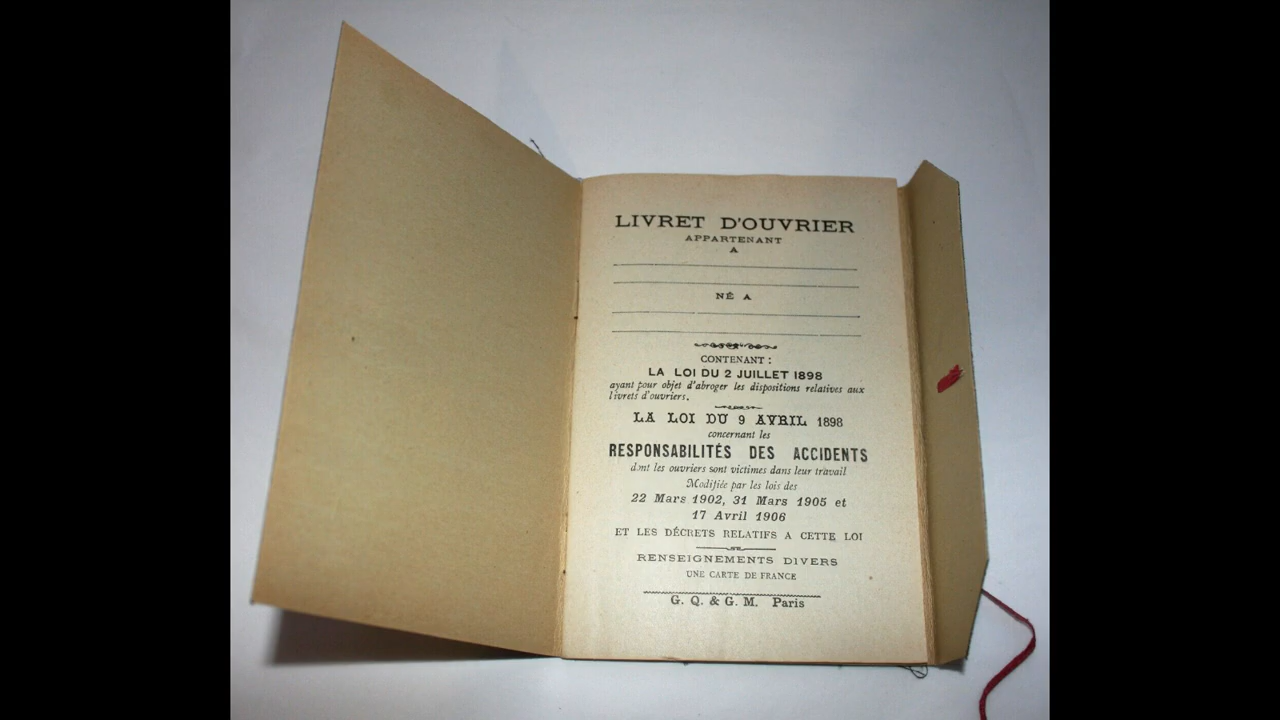 LIVRET D'OUVRIER
APPARTENANT
A
NÉ A
CONTENANT :
LA LOI DU 2 JUILLET 1898
ayant pour objet d'abroger les dispositions relatives aux
livrets d'ouvriers.
LA LOI DU 9 AVRIL 1898
concernant les
RESPONSABILITÉS DES ACCIDENTS
dont les ouvriers sont victimes dans leur travail
Modifiée par les lois des
22 Mars 1902, 31 Mars 1905 et
17 Avril 1906
ET LES DÉCRETS RELATIFS A CETTE LOI
RENSEIGNEMENTS DIVERS
UNE CARTE DE FRANCE
G. Q. & G. M. Paris